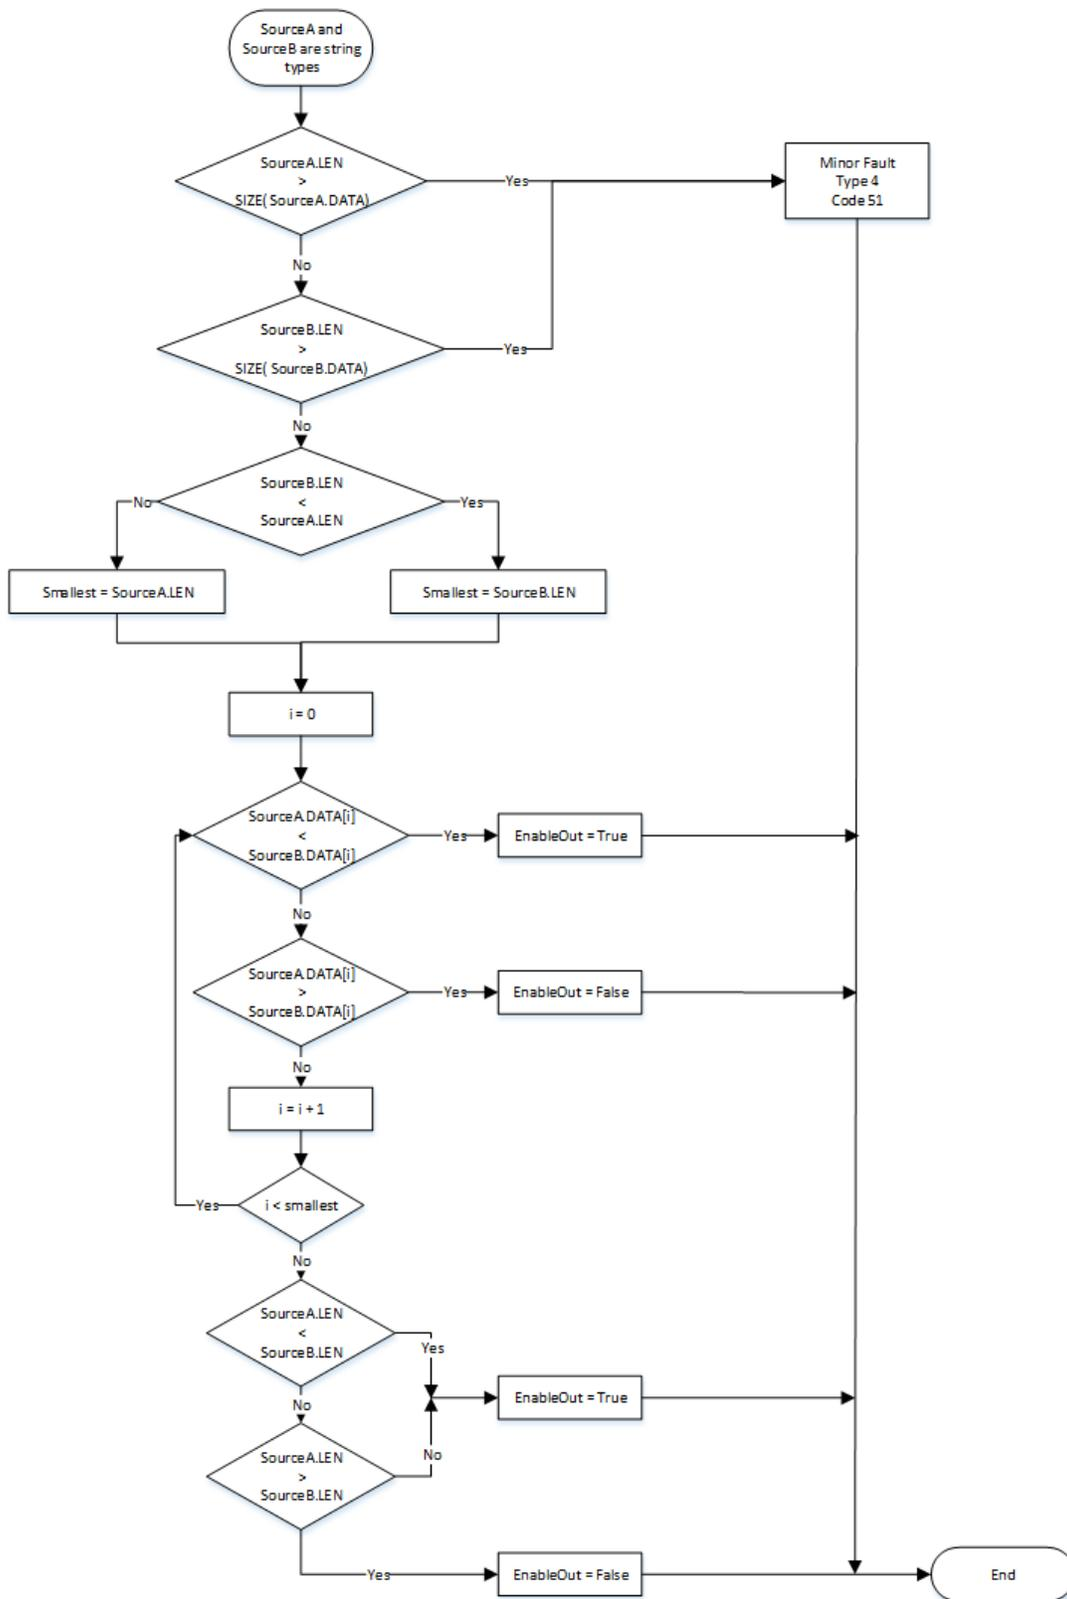 SourceA and
SourceB are string
types
SourceA.LEN
>
SIZE( SourceA.DATA)
Yes
Minor Fault
Type 4
Code 51
No
SourceB.LEN
>
SIZE( SourceB.DATA)
Yes
No
SourceB.LEN
<
SourceA.LEN
No
Yes
Smallest = SourceA.LEN
Smallest = SourceB.LEN
i = 0
SourceA.DATA[i]
<
SourceB.DATA[i]
Yes
EnableOut = True
No
SourceA.DATA[i]
>
SourceB.DATA[i]
Yes
EnableOut = False
No
i = i + 1
i < smallest
Yes
No
SourceA.LEN
<
SourceB.LEN
Yes
EnableOut = True
No
SourceA.LEN
>
SourceB.LEN
No
Yes
EnableOut = False
End